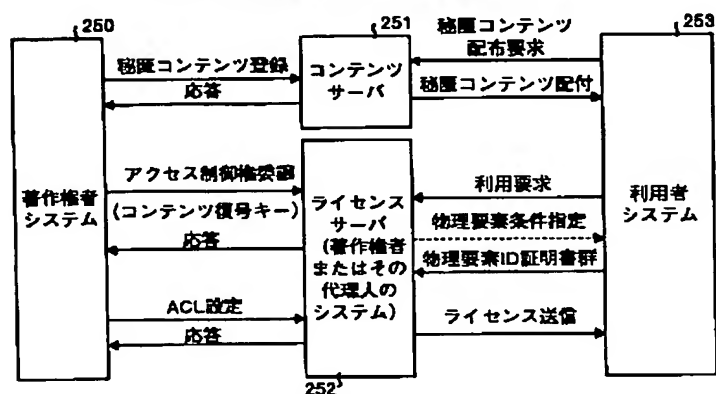 250
251
253
秘匿コンテンツ
配布要求
秘匿コンテンツ登録
応答
コンテンツ
サーバ
秘匿コンテンツ配付
著作権者
システム
アクセス制御権委譲
(コンテンツ復号キー)
応答
ACL設定
応答
ライセンス
サーバ
(著作権者
またはその
代理人の
システム)
252
利用要求
物理要素条件指定
物理要素ID証明書群
ライセンス送信
利用者
システム